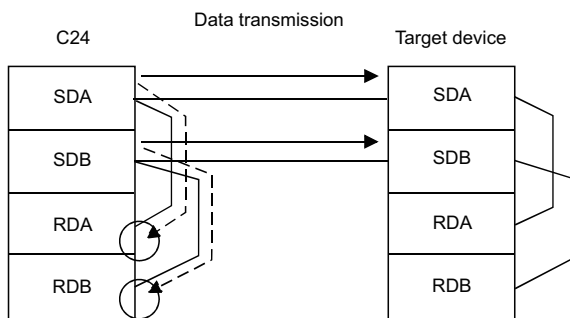 Data transmission
C24
Target device
SDA
SDA
SDB
SDB
RDA
RDA
RDB
RDB